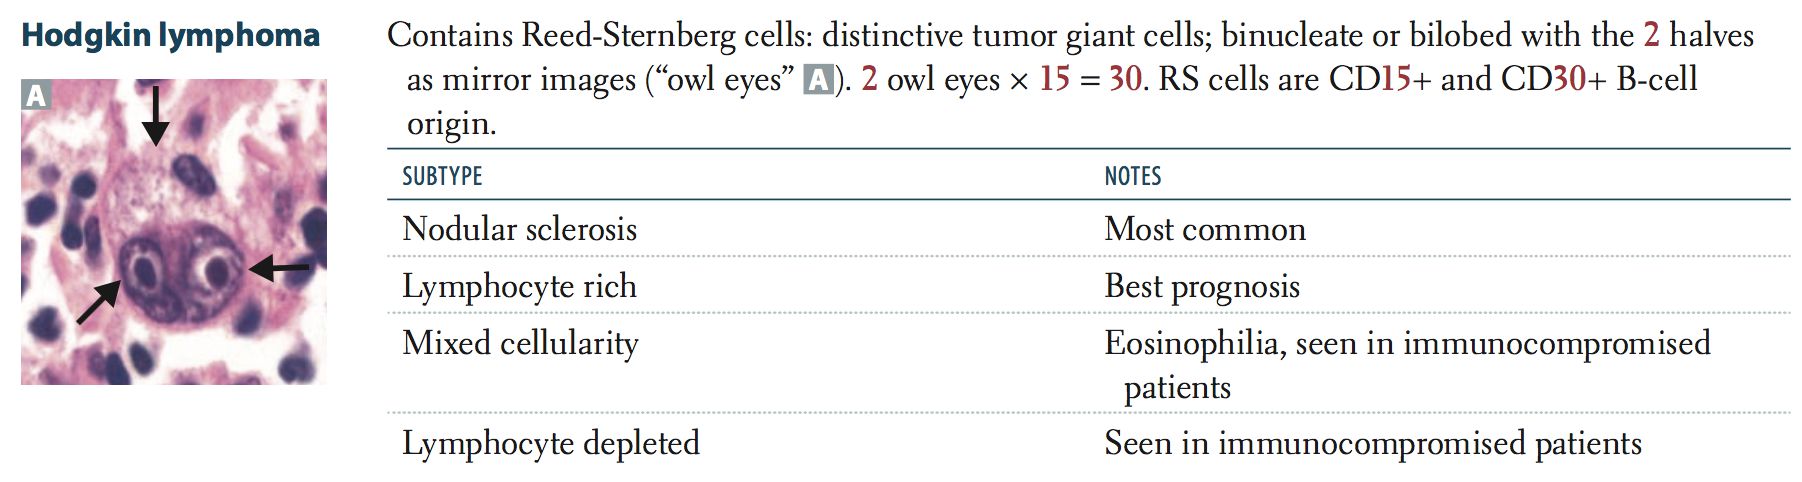 Hodgkin lymphoma
A
Contains Reed-Sternberg cells: distinctive tumor giant cells; binucleate or bilobed with the 2 halves
as mirror images (“owl eyes” A). 2 owl eyes × 15 = 30. RS cells are CD15+ and CD30+ B-cell
origin.
SUBTYPE NOTES
Nodular sclerosis Most common
Lymphocyte rich Best prognosis
Mixed cellularity Eosinophilia, seen in immunocompromised
patients
Lymphocyte depleted Seen in immunocompromised patients